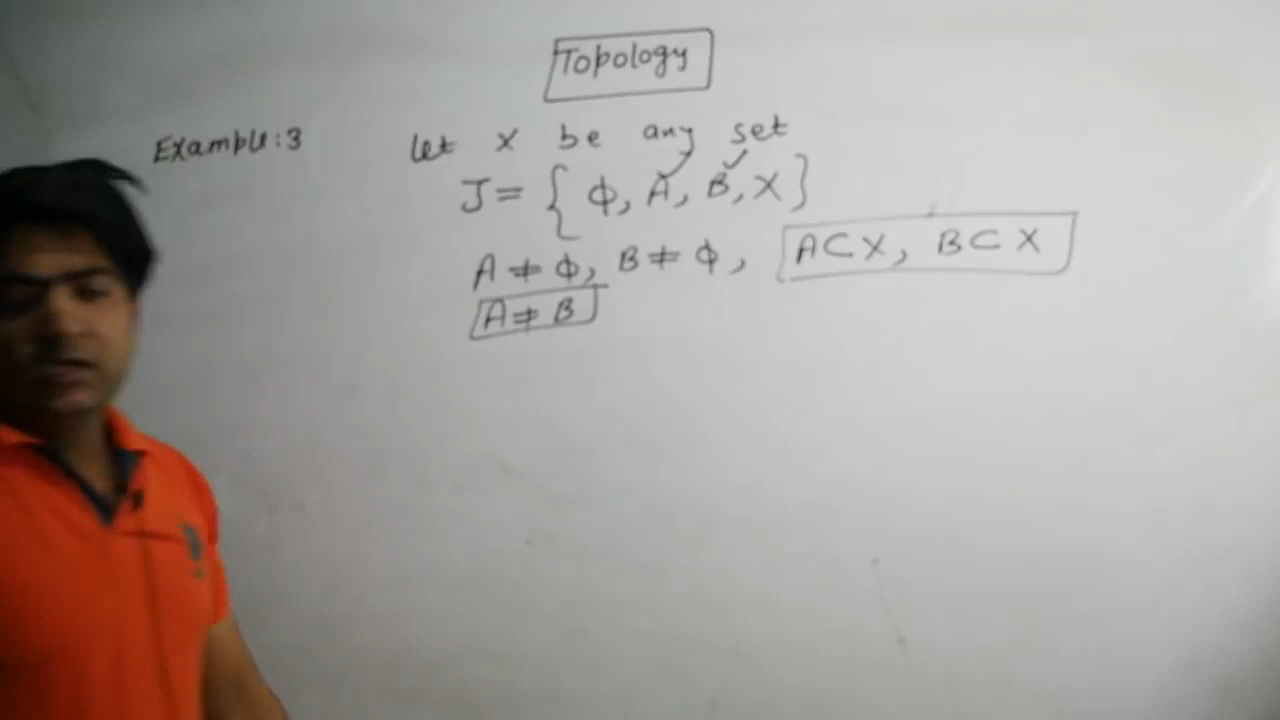 Topology
Example:3 let x be any set
J = { ϕ, A, B, X }
A ≠ ϕ, B ≠ ϕ, A⊂X, B⊂X
A ≠ B